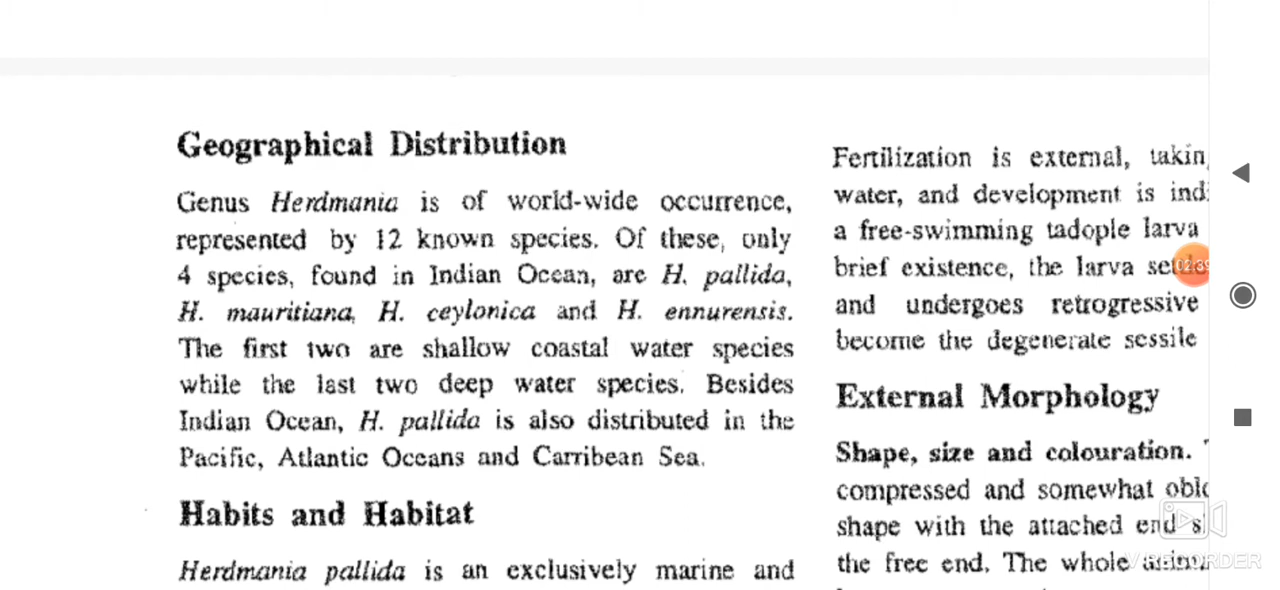 Geographical Distribution
Genus Herdmania is of world-wide occurrence,
represented by 12 known species. Of these, only
4 species, found in Indian Ocean, are H. pallida,
H. mauritiana, H. ceylonica and H. ennurensis.
The first two are shallow coastal water species
while the last two deep water species. Besides
Indian Ocean, H. pallida is also distributed in the
Pacific, Atlantic Oceans and Carribean Sea.
Habits and Habitat
Herdmania pallida is an exclusively marine and
Fertilization is external,
water, and development is
a free-swimming tadople larva
brief existence, the larva
and undergoes retrogressive
become the degenerate sessile
External Morphology
Shape, size and colouration.
compressed and somewhat
shape with the attached end
the free end. The whole
V RECORDER